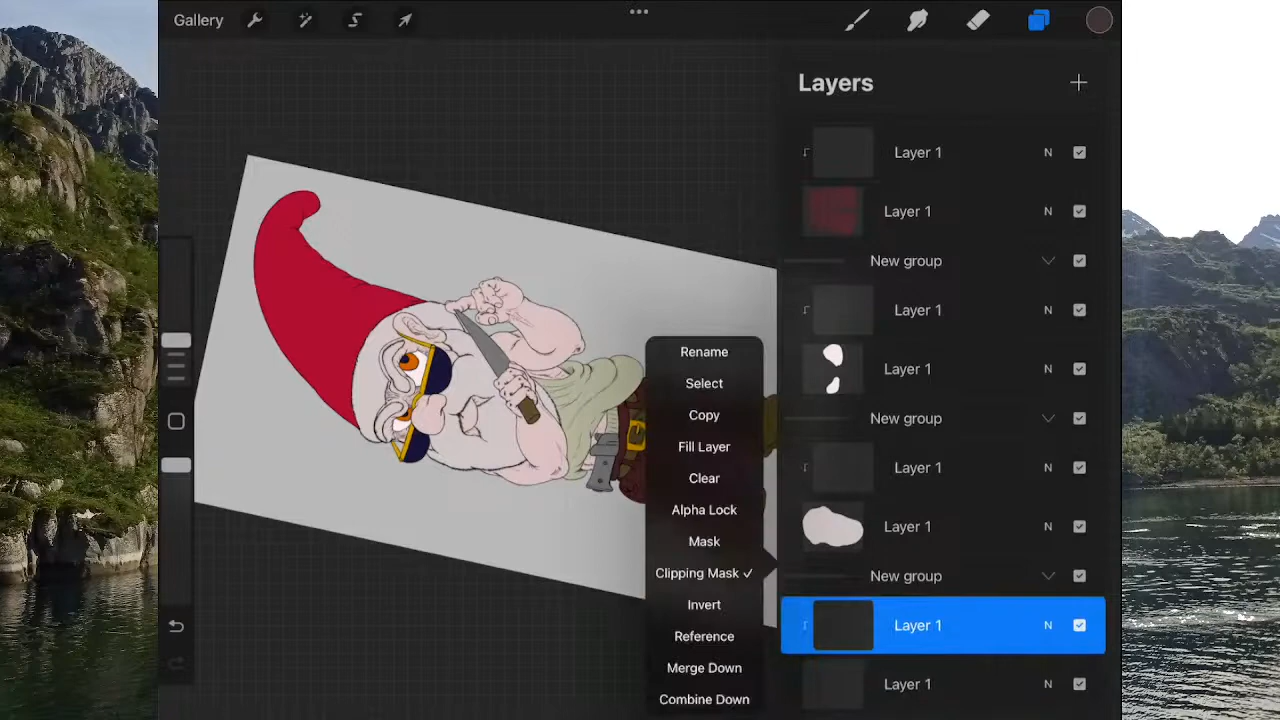 Gallery
Layers
Layer 1 N
Layer 1 N
New group
Layer 1 N
Layer 1 N
New group
Layer 1 N
Layer 1 N
New group
Layer 1 N
Layer 1 N
Rename
Select
Copy
Fill Layer
Clear
Alpha Lock
Mask
Clipping Mask ✓
Invert
Reference
Merge Down
Combine Down